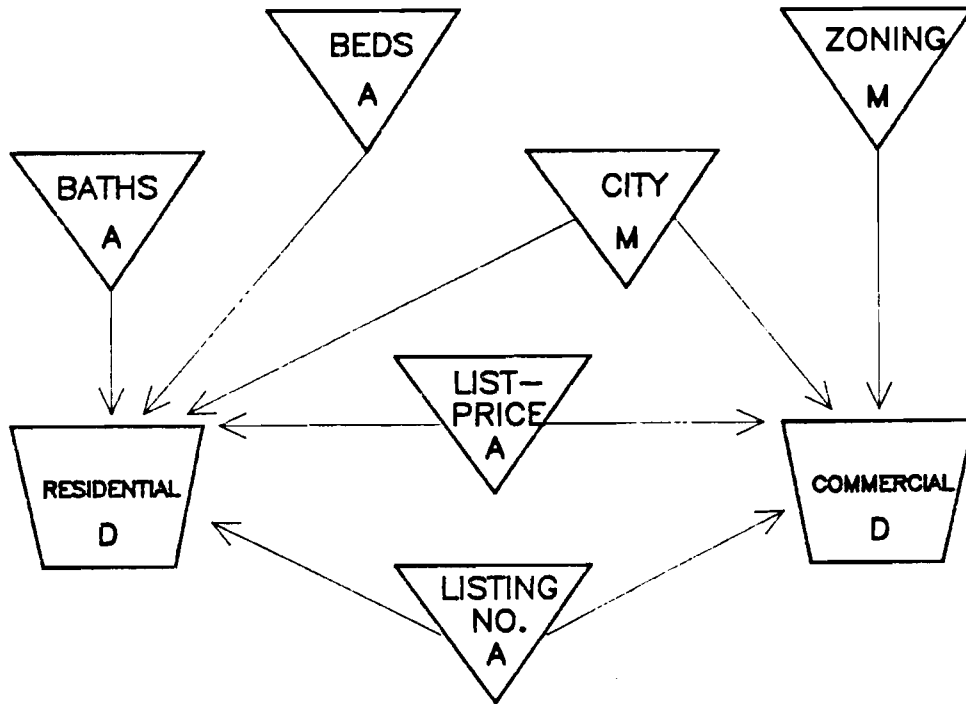 BEDS
A
ZONING
M
BATHS
A
CITY
M
LIST-
PRICE
A
RESIDENTIAL
D
COMMERCIAL
D
LISTING
NO.
A